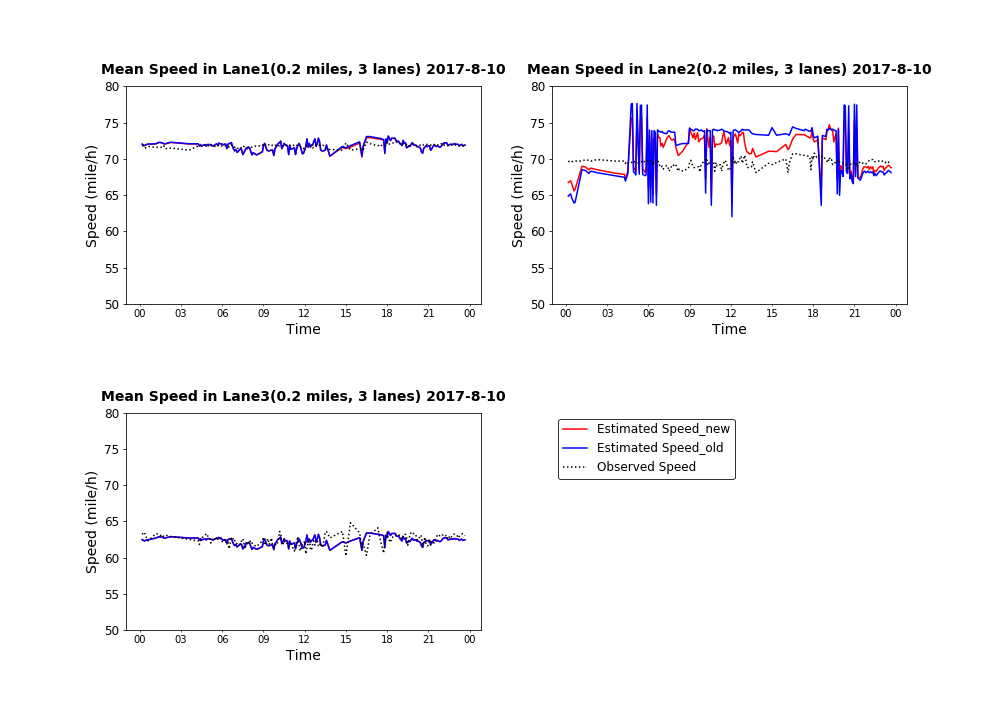 Mean Speed in Lane1(0.2 miles, 3 lanes) 2017-8-10
80
75
70
65
60
55
50
Speed (mile/h)
00 03 06 09 12 15 18 21 00
Time
Mean Speed in Lane2(0.2 miles, 3 lanes) 2017-8-10
80
75
70
65
60
55
50
Speed (mile/h)
00 03 06 09 12 15 18 21 00
Time
Mean Speed in Lane3(0.2 miles, 3 lanes) 2017-8-10
80
75
70
65
60
55
50
Speed (mile/h)
00 03 06 09 12 15 18 21 00
Time
Estimated Speed_new
Estimated Speed_old
Observed Speed